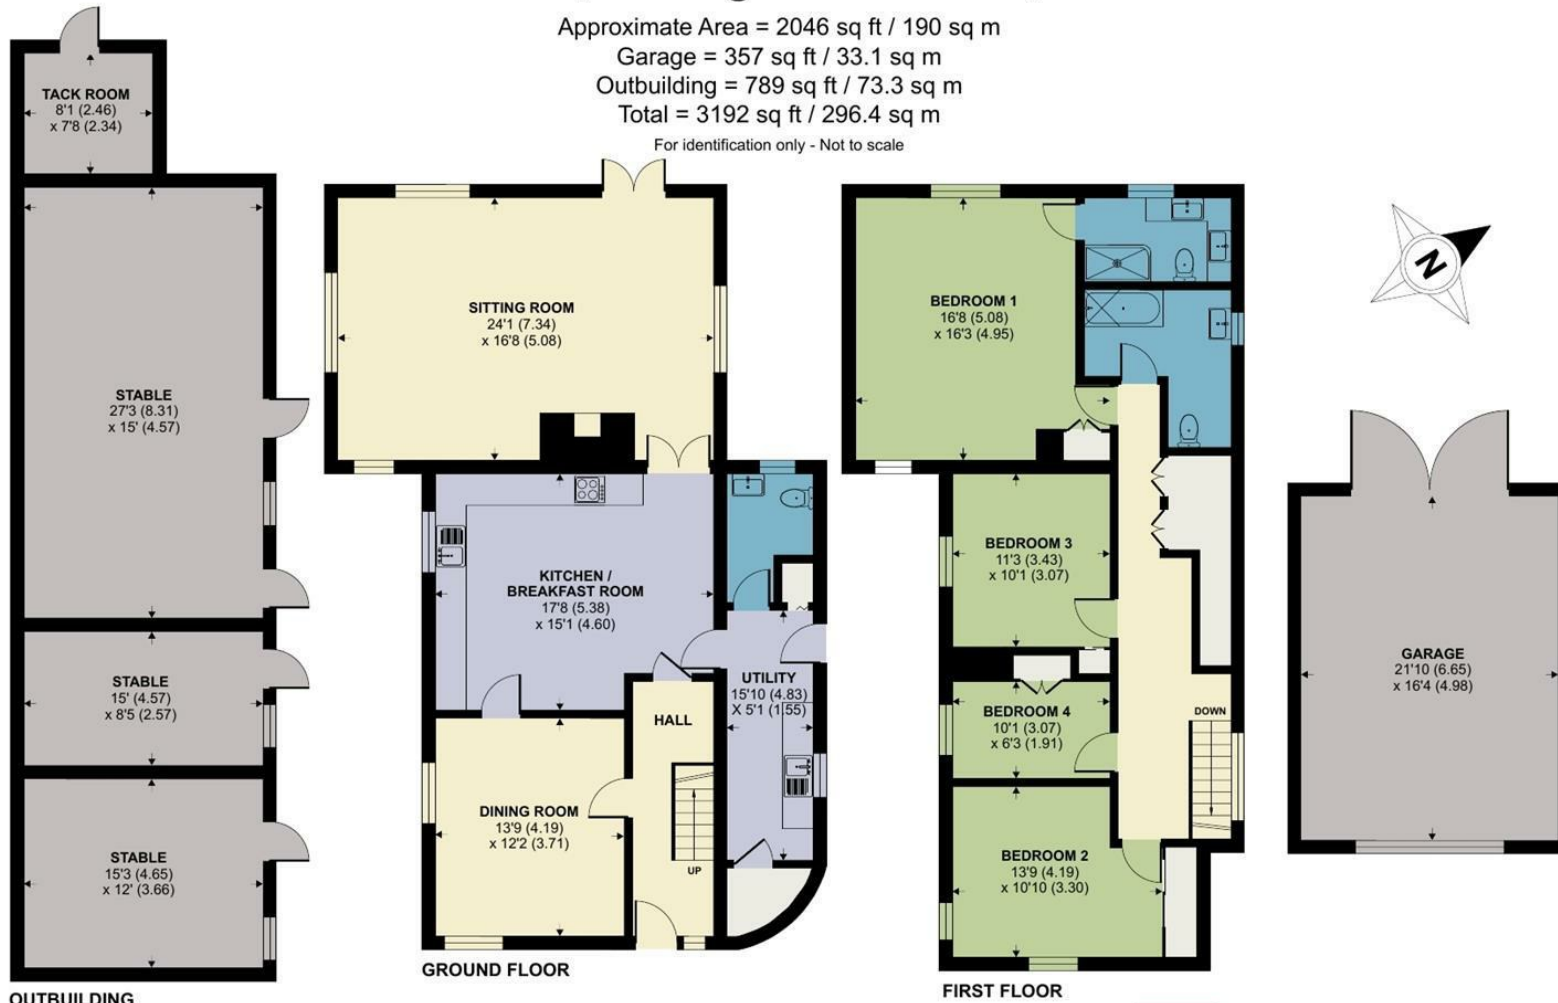 Approximate Area = 2046 sq ft / 190 sq m
Garage = 357 sq ft / 33.1 sq m
Outbuilding = 789 sq ft / 73.3 sq m
Total = 3192 sq ft / 296.4 sq m
For identification only - Not to scale
TACK ROOM
8'1 (2.46)
x 7'8 (2.34)
STABLE
27'3 (8.31)
x 15' (4.57)
STABLE
15' (4.57)
x 8'5 (2.57)
STABLE
15'3 (4.65)
x 12' (3.66)
OUTBUILDING
SITTING ROOM
24'1 (7.34)
x 16'8 (5.08)
KITCHEN /
BREAKFAST ROOM
17'8 (5.38)
x 15'1 (4.60)
UTILITY
15'10 (4.83)
X 5'1 (1.55)
HALL
DINING ROOM
13'9 (4.19)
x 12'2 (3.71)
UP
GROUND FLOOR
BEDROOM 1
16'8 (5.08)
x 16'3 (4.95)
BEDROOM 3
11'3 (3.43)
x 10'1 (3.07)
BEDROOM 4
10'1 (3.07)
x 6'3 (1.91)
DOWN
BEDROOM 2
13'9 (4.19)
x 10'10 (3.30)
FIRST FLOOR
N
GARAGE
21'10 (6.65)
x 16'4 (4.98)